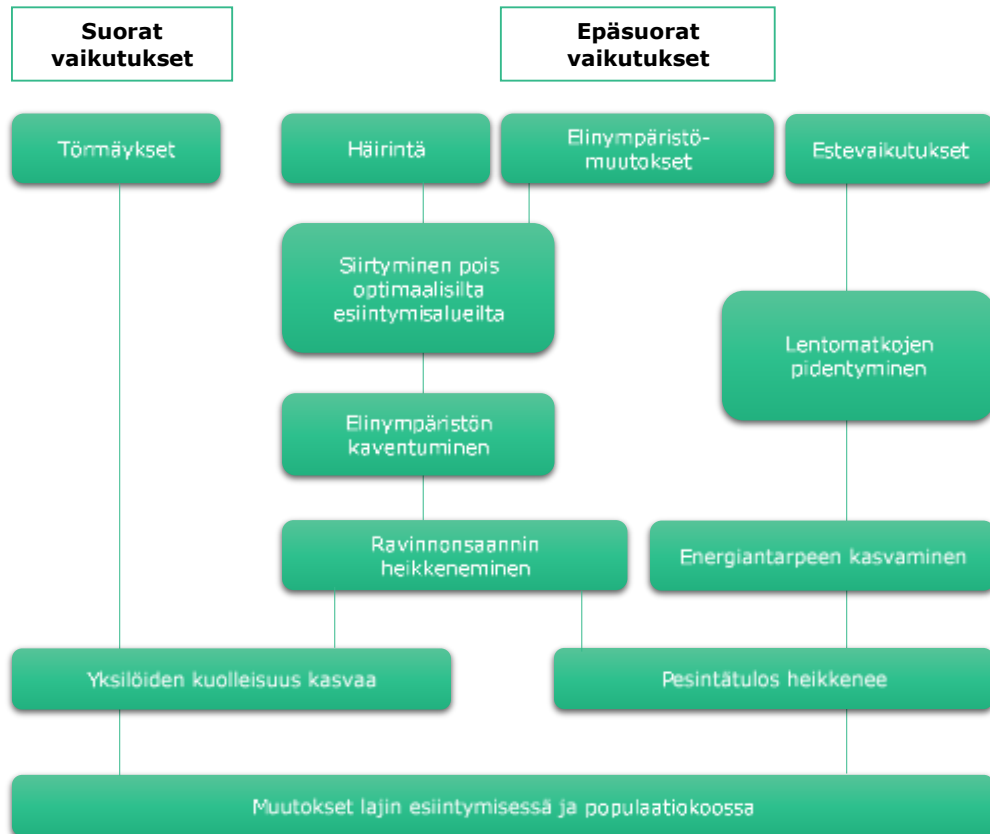 Suorat
vaikutukset
Epäsuorat
vaikutukset
Törmäykset
Häirintä
Elinympäristö-
muutokset
Estevaikutukset
Siirtyminen pois
optimaalisilta
esiintymisalueilta
Lentomatkojen
pidentyminen
Elinympäristön
kaventuminen
Ravinnonsaannin
heikkeneminen
Energiantarpeen kasvaminen
Yksilöiden kuolleisuus kasvaa
Pesintätulos heikkenee
Muutokset lajin esiintymisessä ja populaatiokoossa